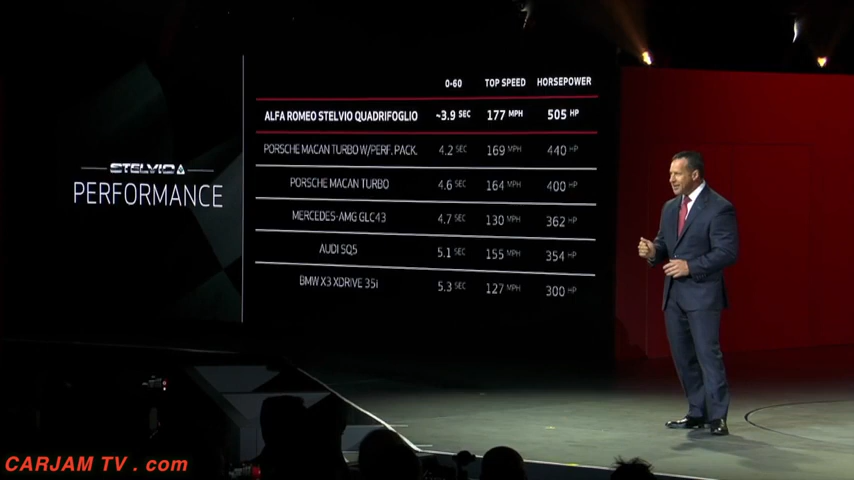 0-60 TOP SPEED HORSEPOWER
ALFA ROMEO STELVIO QUADRIFOGLIO ~3.9 SEC 177 MPH 505 HP
PORSCHE MACAN TURBO W/PERF. PACK. 4.2 SEC 169 MPH 440 HP
PORSCHE MACAN TURBO 4.6 SEC 164 MPH 400 HP
MERCEDES-AMG GLC43 4.7 SEC 130 MPH 362 HP
AUDI SQ5 5.1 SEC 155 MPH 354 HP
BMW X3 XDRIVE 35i 5.3 SEC 127 MPH 300 HP
STELVIO
PERFORMANCE
CARJAM TV . com